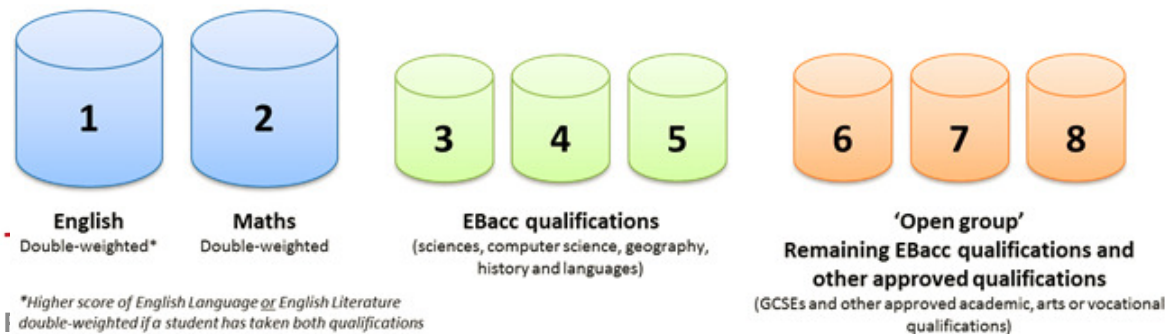 1
2
3
4
5
6
7
8
English
Double-weighted*
Maths
Double-weighted
EBacc qualifications
(sciences, computer science, geography,
history and languages)
'Open group'
Remaining EBacc qualifications and
other approved qualifications
(GCSEs and other approved academic, arts or vocational
qualifications)
*Higher score of English Language or English Literature
double-weighted if a student has taken both qualifications